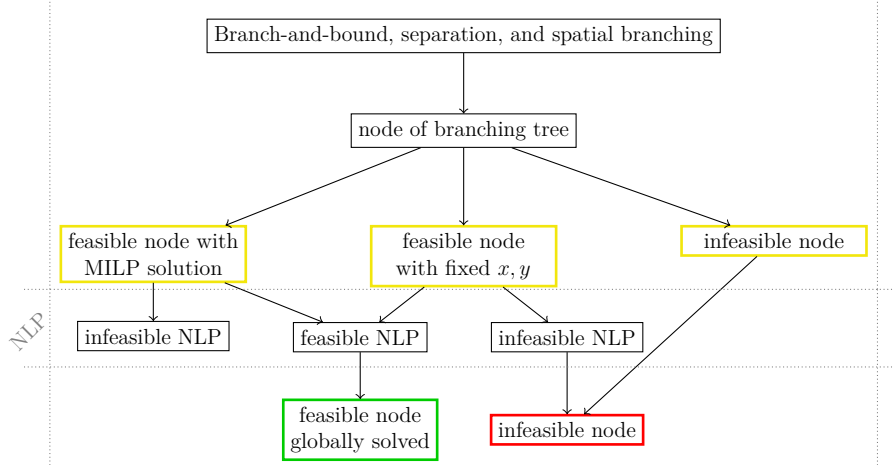 Branch-and-bound, separation, and spatial branching
node of branching tree
feasible node with
MILP solution
feasible node
with fixed x, y
infeasible node
NLP
infeasible NLP
feasible NLP
infeasible NLP
feasible node
globally solved
infeasible node